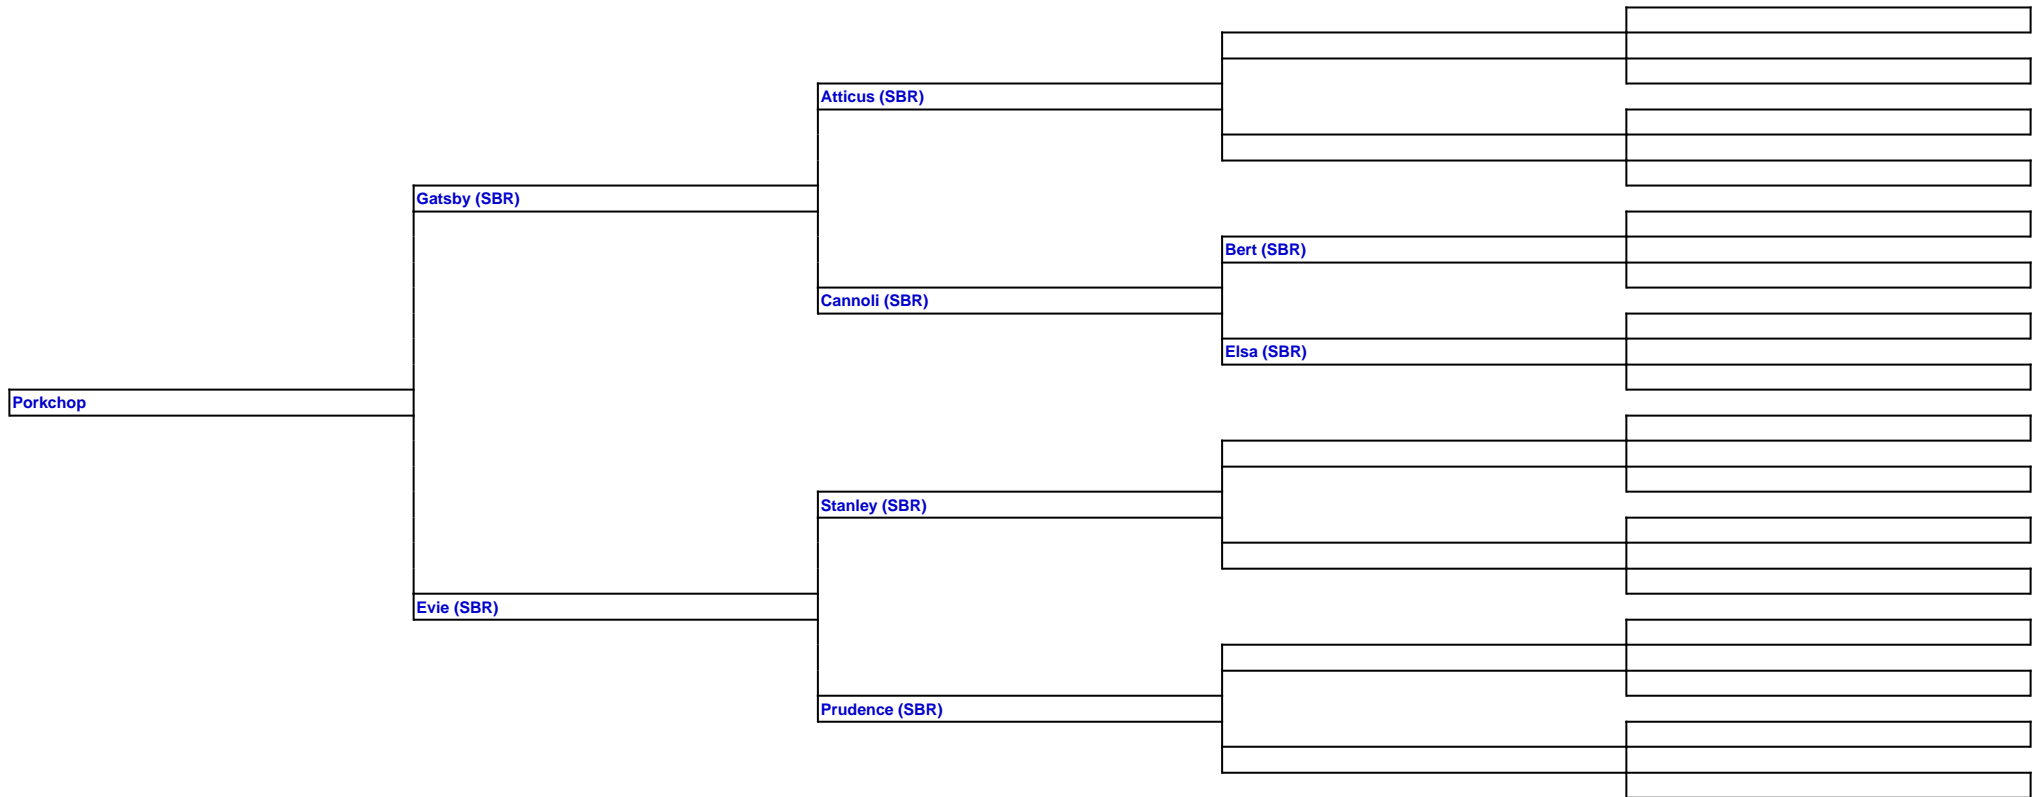 Atticus (SBR)
Gatsby (SBR)
Bert (SBR)
Cannoli (SBR)
Elsa (SBR)
Porkchop
Stanley (SBR)
Evie (SBR)
Prudence (SBR)